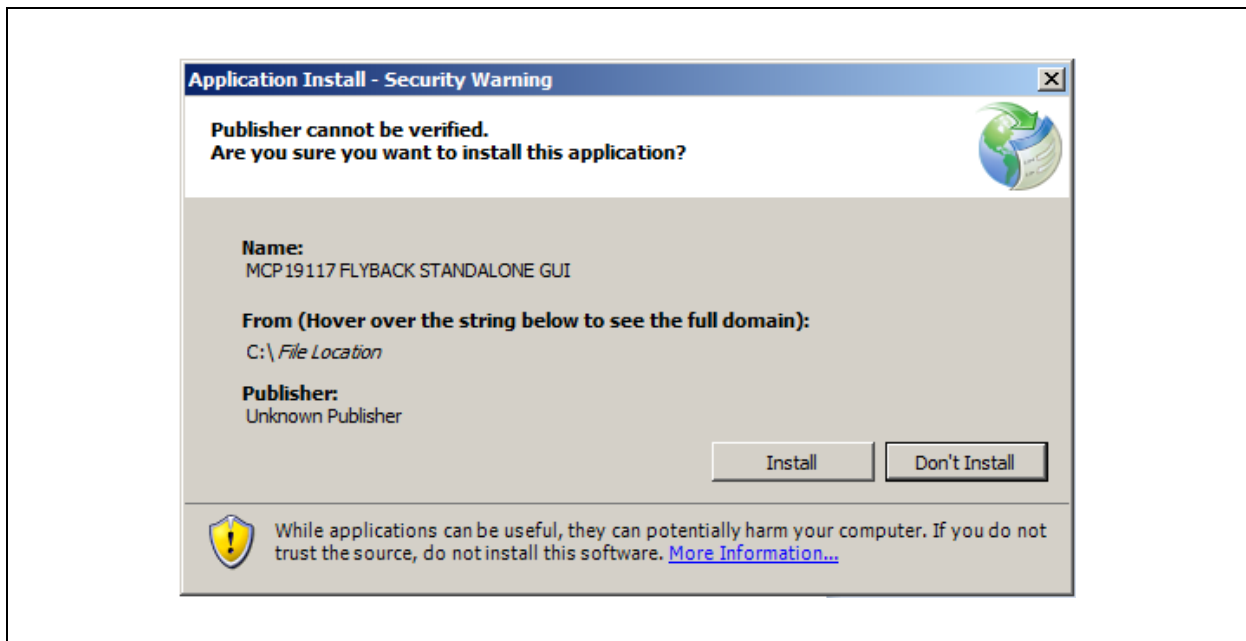 Application Install - Security Warning
Publisher cannot be verified.
Are you sure you want to install this application?
Name:
MCP19117 FLYBACK STANDALONE GUI
From (Hover over the string below to see the full domain):
C:\ File Location
Publisher:
Unknown Publisher
Install Don't Install
While applications can be useful, they can potentially harm your computer. If you do not
trust the source, do not install this software. More Information...